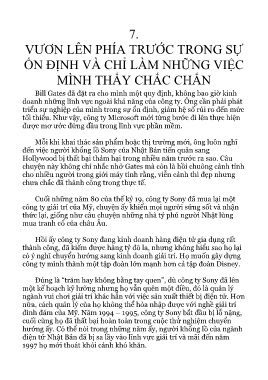 7.
VƯƠN LÊN PHÍA TRƯỚC TRONG SỰ
ỔN ĐỊNH VÀ CHỈ LÀM NHỮNG VIỆC
MÌNH THẤY CHẮC CHẮN
Bill Gates đã đặt ra cho mình một quy định, không bao giờ kinh
doanh những lĩnh vực ngoài khả năng của công ty. Ông cần phải phát
triển sự nghiệp của mình trong sự ổn định, giảm hệ số rủi ro đến mức
tối thiểu. Như vậy, công ty Microsoft mới từng bước đi lên thực hiện
được mơ ước đứng đầu trong lĩnh vực phần mềm.
Mỗi khi khai thác sản phẩm hoặc thị trường mới, ông luôn nghĩ
đến việc người khổng lồ Sony của Nhật Bản tiến quân sang
Hollywood bị thất bại thảm hại trong nhiều năm trước ra sao. Câu
chuyện này không chỉ nhắc nhở Gates mà còn là hồi chuông cảnh tỉnh
cho nhiều người trong giới máy tính rằng, viễn cảnh thì đẹp nhưng
chưa chắc đã thành công trong thực tế.
Cuối những năm 80 của thế kỷ 19, công ty Sony đã mua lại một
công ty giải trí của Mỹ, chuyện ấy khiến mọi người sửng sốt và nhận
thức lại, giống như câu chuyện những nhà tỷ phú người Nhật lùng
mua tranh cổ của châu Âu.
Hồi ấy công ty Sony đang kinh doanh hàng điện tử gia dụng rất
thành công, đã kiếm được hàng tỷ đô la, nhưng không hiểu sao họ lại
có ý nghĩ chuyển hướng sang kinh doanh giải trí. Họ muốn gây dựng
công ty mình thành một tập đoàn lớn mạnh hơn cả tập đoàn Disney.
Đúng là “trăm hay không bằng tay quen”, dù công ty Sony đã lên
một kế hoạch kỹ lưỡng nhưng họ vẫn quên một điều, đó là quản lý
ngành vui chơi giải trí khác hẳn với việc sản xuất thiết bị điện tử. Hơn
nữa, cách quản lý của họ không thể hòa nhập được với nghề giải trí
đình đám của Mỹ. Năm 1994 – 1995, công ty Sony bắt đầu bị lỗ nặng,
cuối cùng họ đã thất bại hoàn toàn trong cuộc thử nghiệm chuyển
hướng ấy. Có thể nói trong những năm ấy, người khổng lồ của ngành
điện tử Nhật Bản đã bị sa lầy vào lĩnh vực giải trí và mãi đến năm
1997 họ mới thoát khỏi cảnh khó khăn.